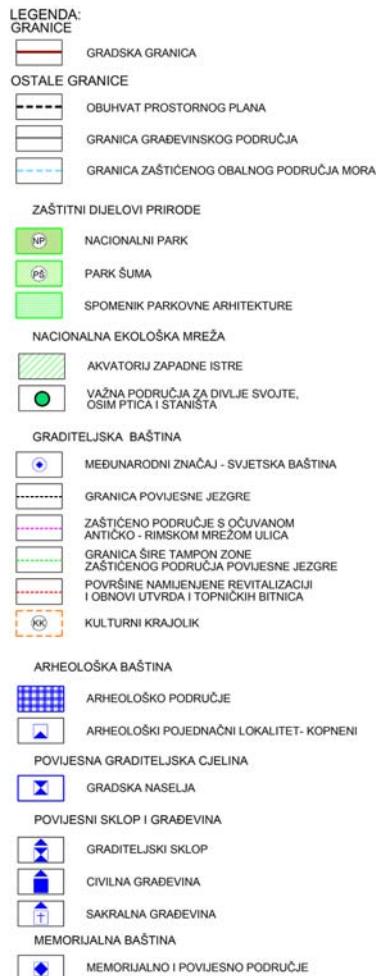 LEGENDA:
GRANICE
GRADSKA GRANICA
OSTALE GRANICE
OBUHVAT PROSTORNOG PLANA
GRANICA GRAĐEVINSKOG PODRUČJA
GRANICA ZAŠTIĆENOG OBALNOG PODRUČJA MORA
ZAŠTITNI DIJELOVI PRIRODE
NP NACIONALNI PARK
PŠ PARK ŠUMA
SPOMENIK PARKOVNE ARHITEKTURE
NACIONALNA EKOLOŠKA MREŽA
AKVATORIJ ZAPADNE ISTRE
VAŽNA PODRUČJA ZA DIVLJE SVOJTE,
OSIM PTICA I STANIŠTA
GRADITELJSKA BAŠTINA
MEĐUNARODNI ZNAČAJ - SVJETSKA BAŠTINA
GRANICA POVIJESNE JEZGRE
ZAŠTIĆENO PODRUČJE S OČUVANOM
ANTIČKO - RIMSKOM MREŽOM ULICA
GRANICA ŠIRE TAMPON ZONE
ZAŠTIĆENOG PODRUČJA POVIJESNE JEZGRE
POVRŠINE NAMIJENJENE REVITALIZACIJI
I OBNOVI UTVRDA I TOPNIČKIH BITNICA
KK KULTURNI KRAJOLIK
ARHEOLOŠKA BAŠTINA
ARHEOLOŠKO PODRUČJE
ARHEOLOŠKI POJEDNAČNI LOKALITET- KOPNENI
POVIJESNA GRADITELJSKA CJELINA
GRADSKA NASELJA
POVIJESNI SKLOP I GRAĐEVINA
GRADITELJSKI SKLOP
CIVILNA GRAĐEVINA
SAKRALNA GRAĐEVINA
MEMORIJALNA BAŠTINA
MEMORIJALNO I POVIJESNO PODRUČJE